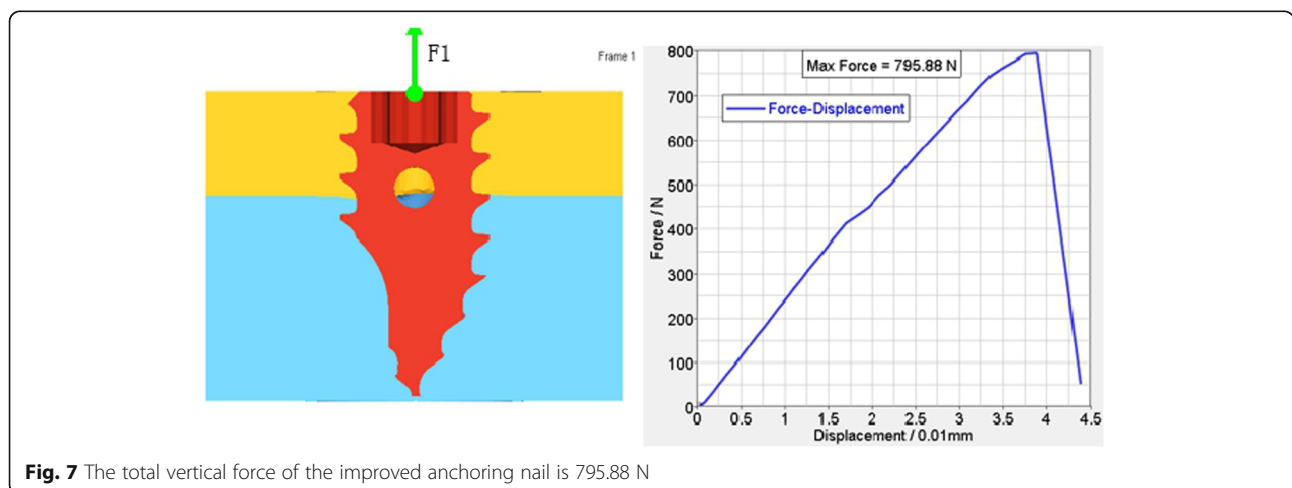 F1
Frame 1
Max Force = 795.88 N
Force-Displacement
Force / N
800
700
600
500
400
300
200
100
0
0 0.5 1 1.5 2 2.5 3 3.5 4 4.5
Displacement / 0.01mm
Fig. 7 The total vertical force of the improved anchoring nail is 795.88 N